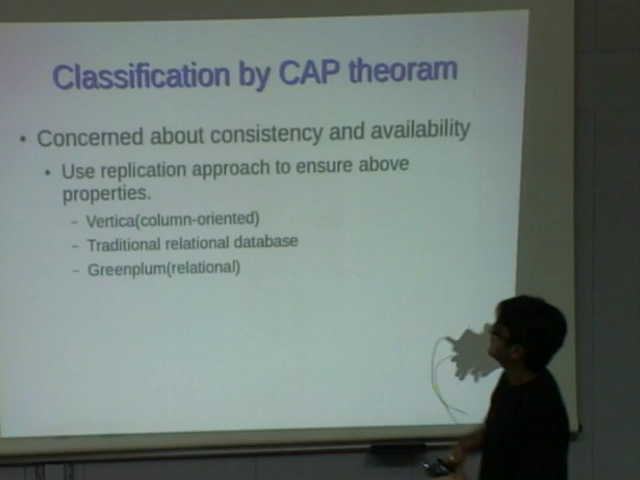 Classification by CAP theoram
• Concerned about consistency and availability
• Use replication approach to ensure above
properties.
– Vertica(column-oriented)
– Traditional relational database
– Greenplum(relational)